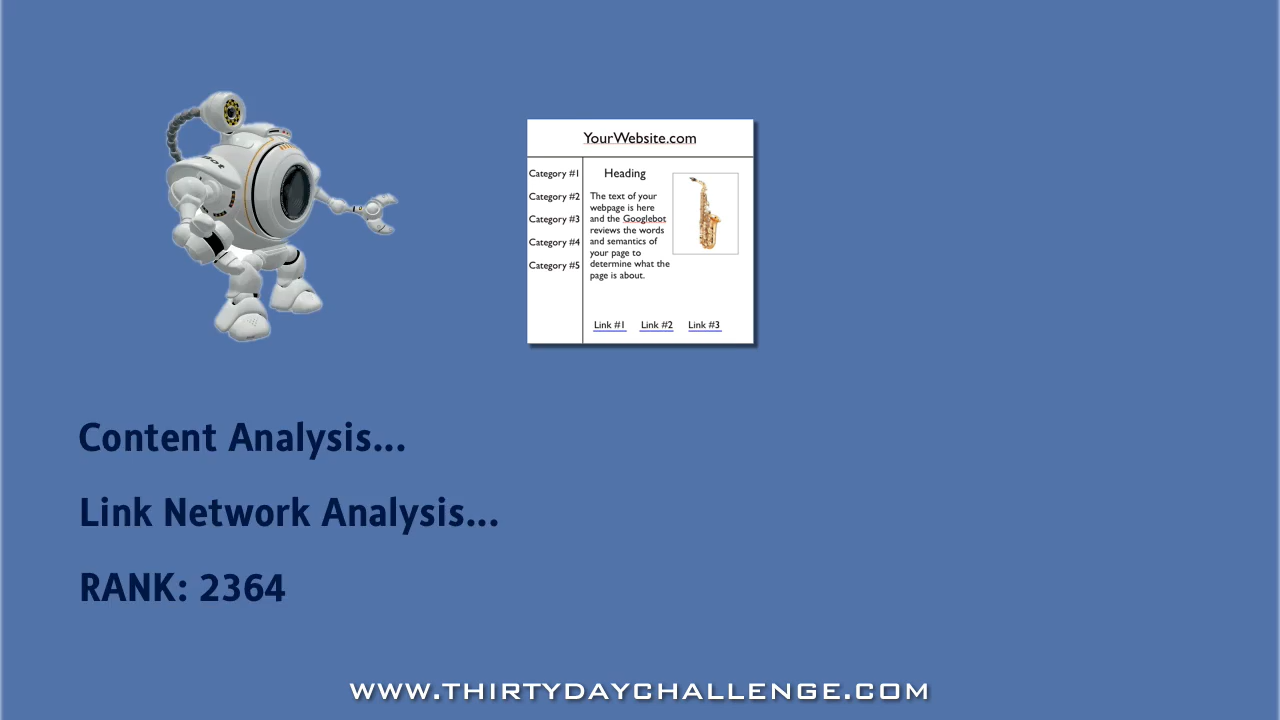 YourWebsite.com
Category #1
Category #2
Category #3
Category #4
Category #5
Heading
The text of your
webpage is here
and the Googlebot
reviews the words
and semantics of
your page to
determine what the
page is about.
Link #1 Link #2 Link #3
Content Analysis...
Link Network Analysis...
RANK: 2364
WWW.THIRTYDAYCHALLENGE.COM